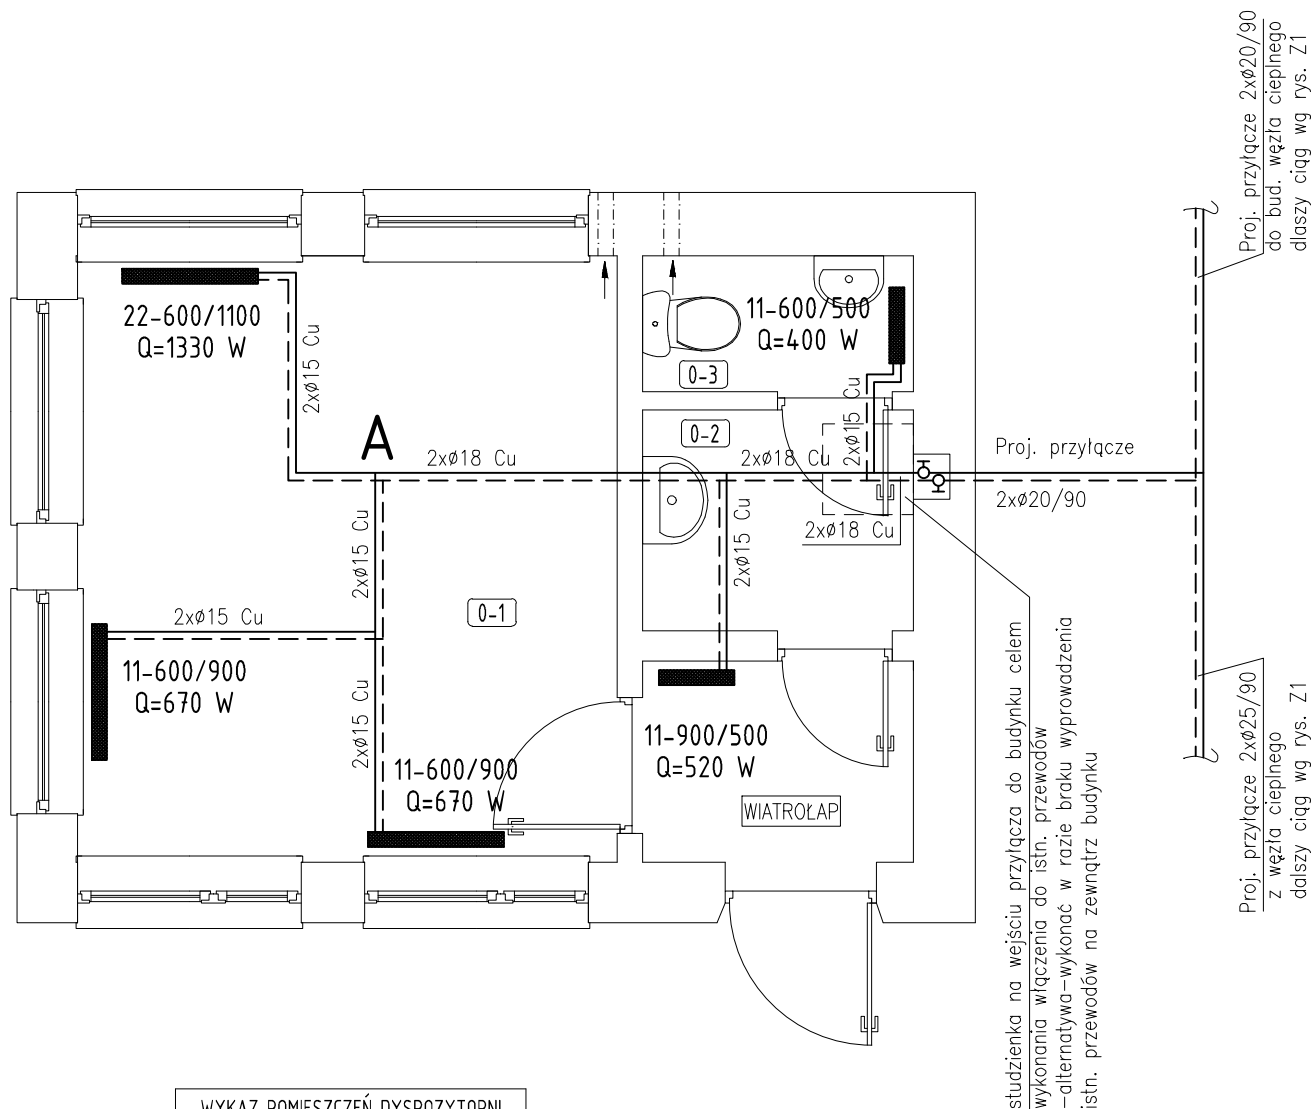 Proj. przyłącze 2xø20/90
do bud. węzła cieplnego
dlaszy ciąg wg rys. Z1
22-600/1100
Q=1330 W
2xø15 Cu
11-600/500
Q=400 W
0-3
2xø15 Cu
A
2xø18 Cu
0-2
2xø18 Cu
Proj. przyłącze
2xø20/90
2xø18 Cu
2xø15 Cu
2xø15 Cu
2xø15 Cu
0-1
11-600/900
Q=670 W
2xø15 Cu
11-600/900
Q=670 W
11-900/500
Q=520 W
WIATROŁAP
studzienka na wejściu przyłącza do budynku celem
wykonania włączenia do istn. przewodów
-alternatywa-wykonać w razie braku wyprowadzenia
istn. przewodów na zewnątrz budynku
Proj. przyłącze 2xø25/90
z węzła cieplnego
dalszy ciąg wg rys. Z1
WYKAZ POMIESZCZEŃ DYSPOZYTORNI